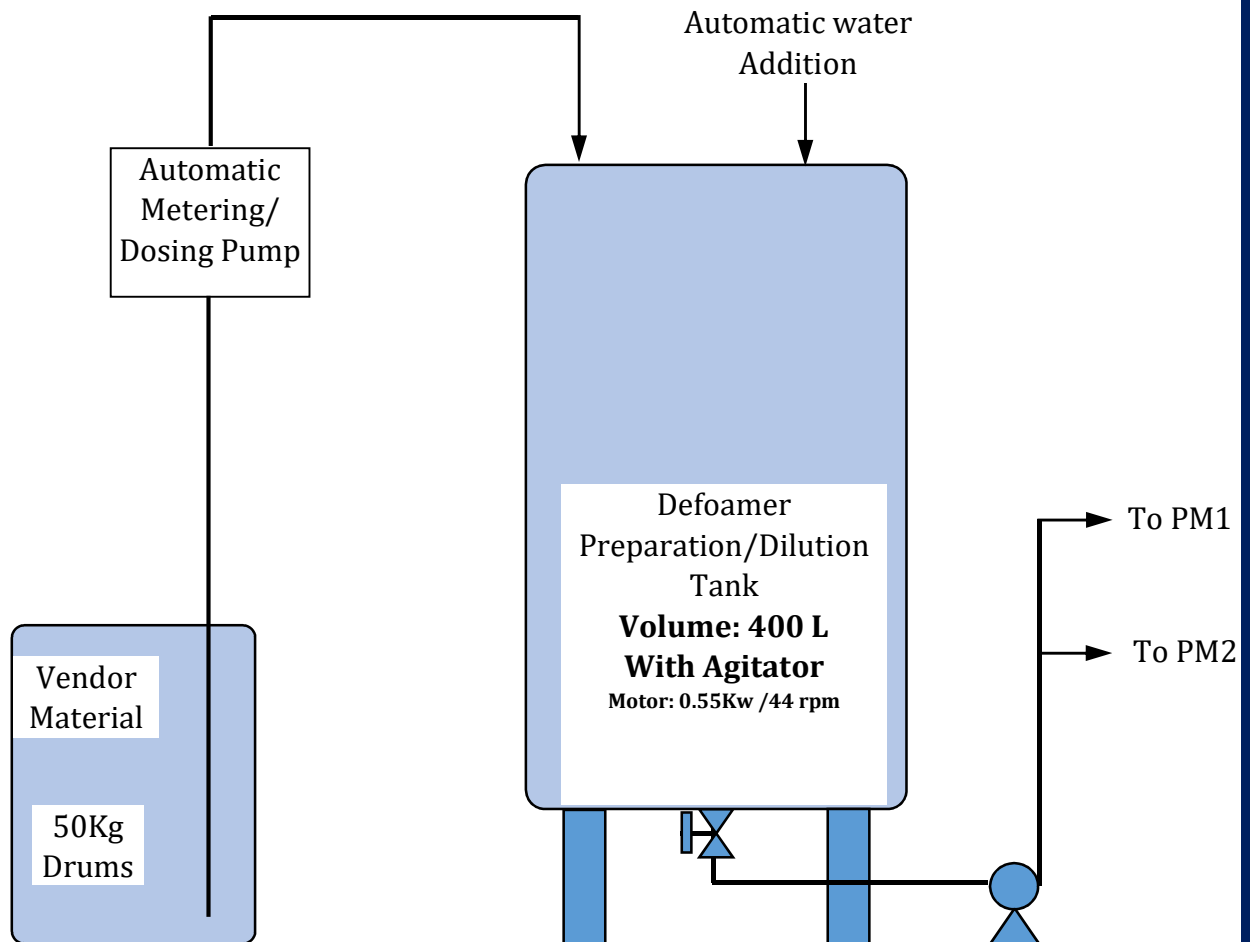 Automatic water
Addition
Automatic
Metering/
Dosing Pump
Defoamer
Preparation/Dilution
Tank
Volume: 400 L
With Agitator
Motor: 0.55Kw /44 rpm
To PM1
To PM2
Vendor
Material
50Kg
Drums